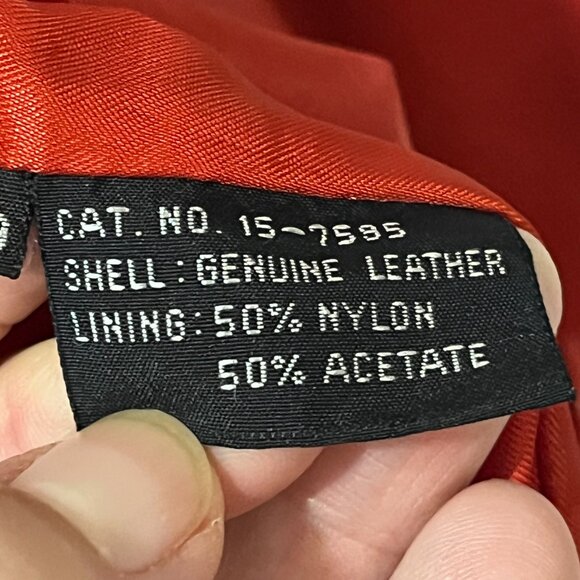 CAT. NO. 15-7595
SHELL: GENUINE LEATHER
LINING: 50% NYLON
50% ACETATE